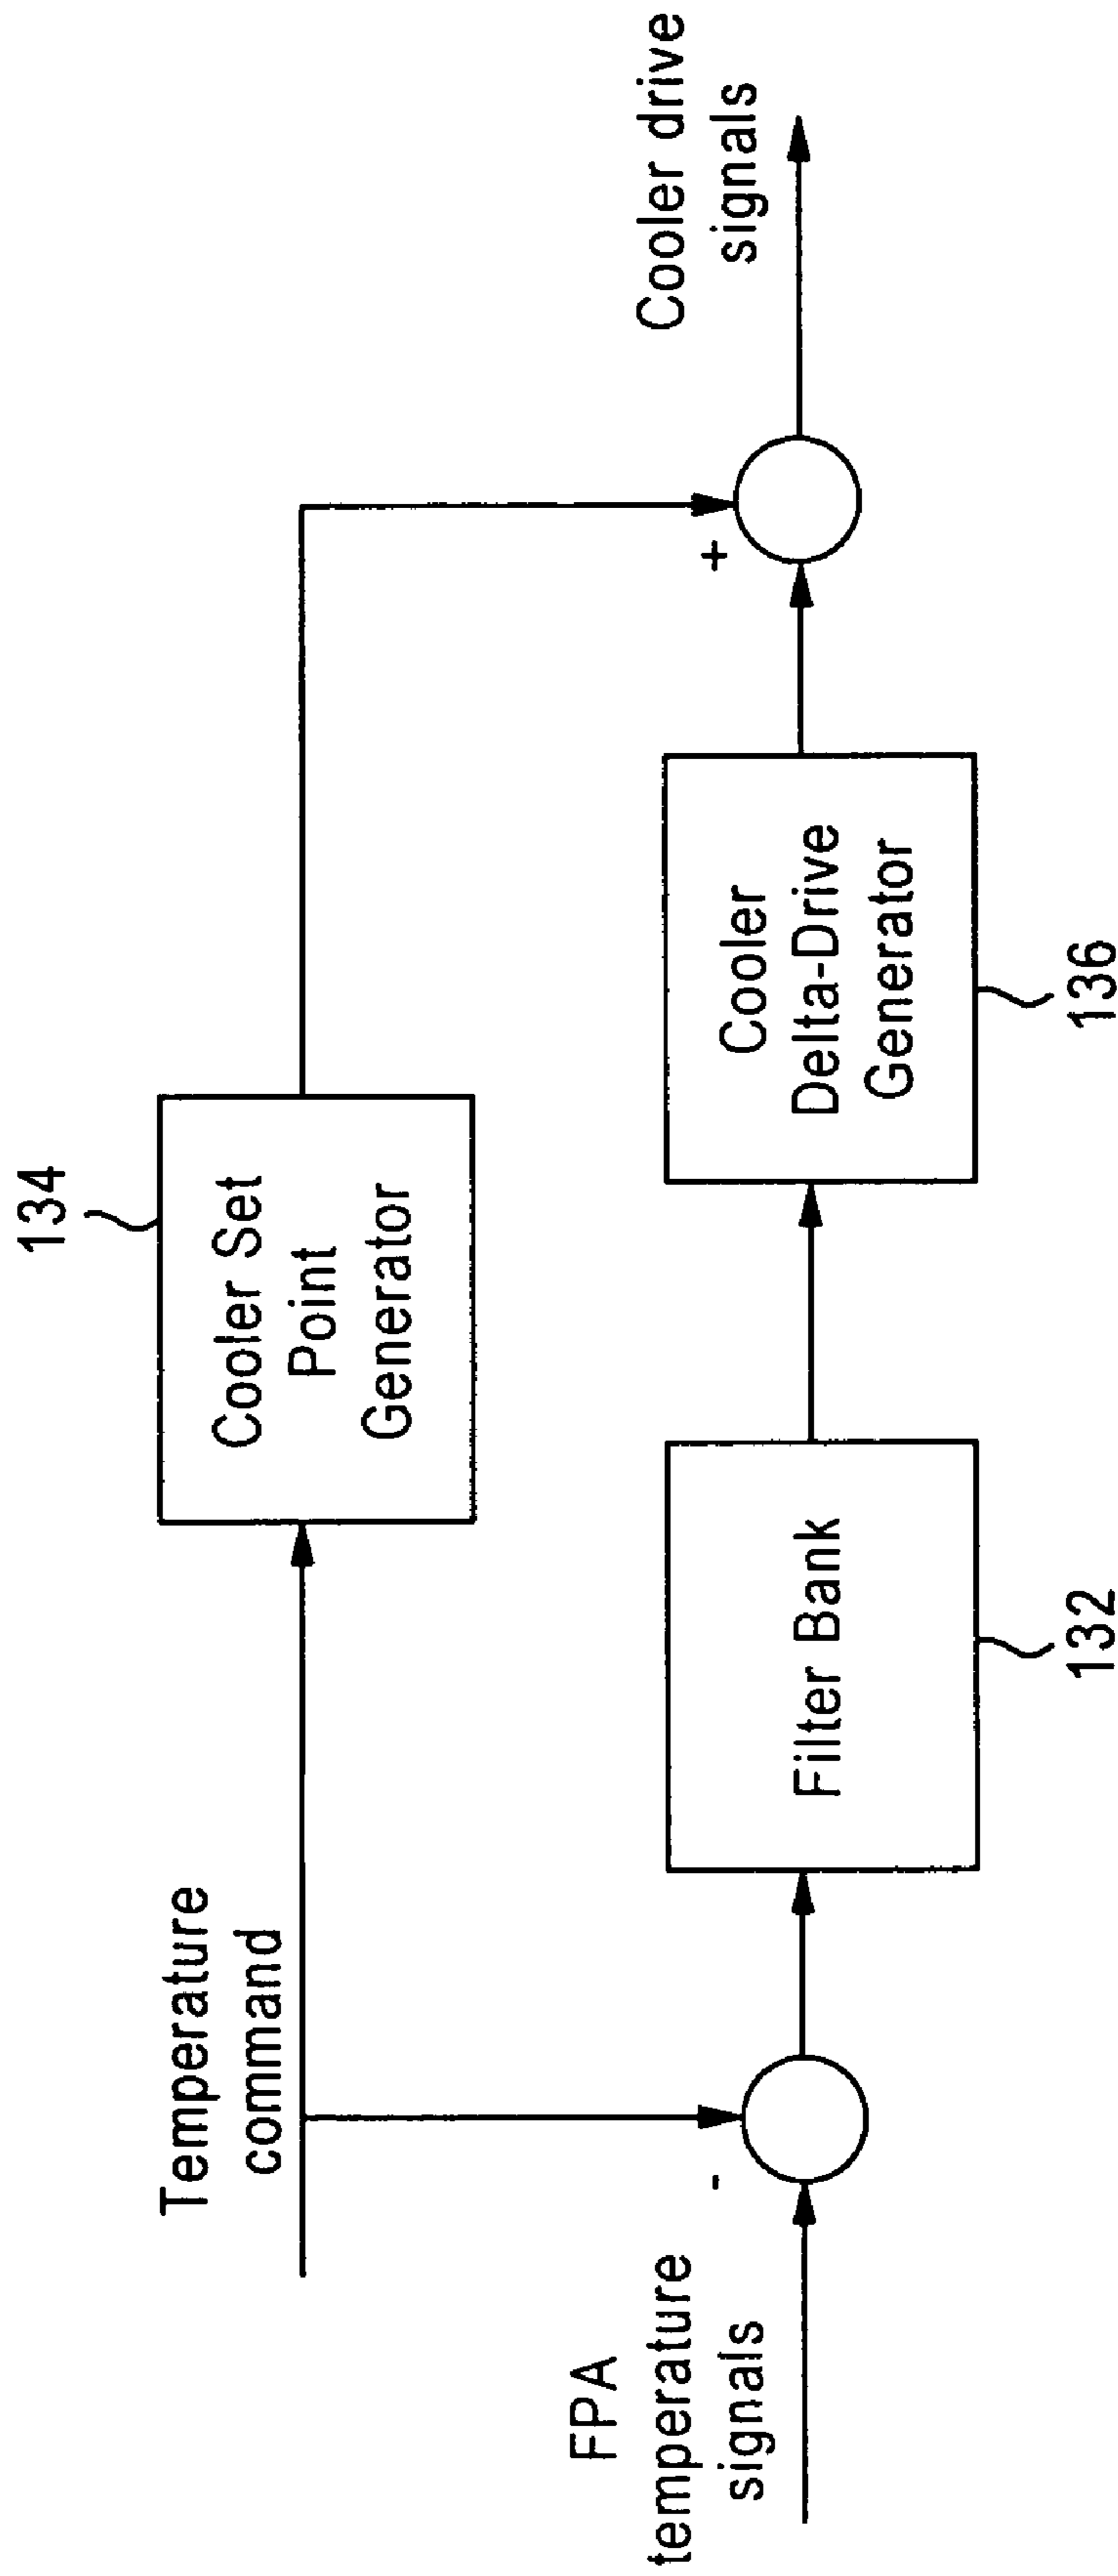 Temperature
command
134
Cooler Set
Point
Generator
Cooler drive
signals
FPA
temperature
signals
-
Filter Bank
132
Cooler
Delta-Drive
Generator
136
+